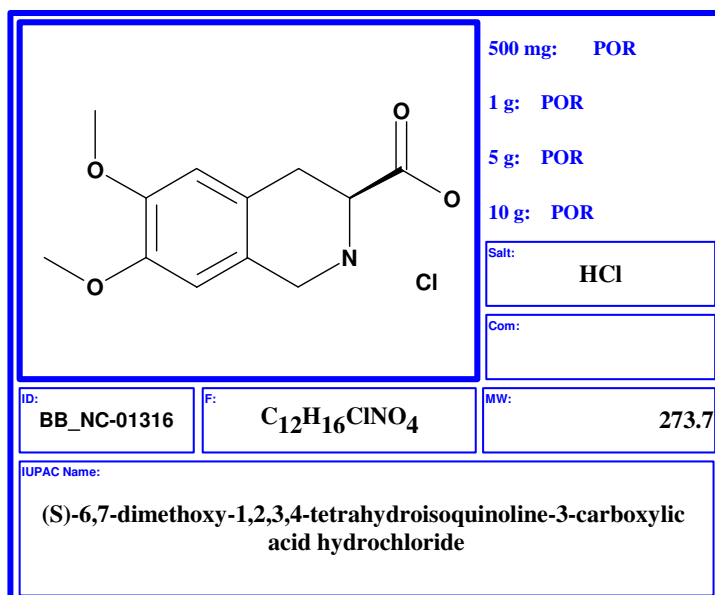 500 mg: POR
1 g: POR
5 g: POR
10 g: POR
O
O
O
O
N
Cl
Salt:
HCl
Com:
ID:
BB_NC-01316
F:
C12H16ClNO4
MW:
273.7
IUPAC Name:
(S)-6,7-dimethoxy-1,2,3,4-tetrahydroisoquinoline-3-carboxylic
acid hydrochloride